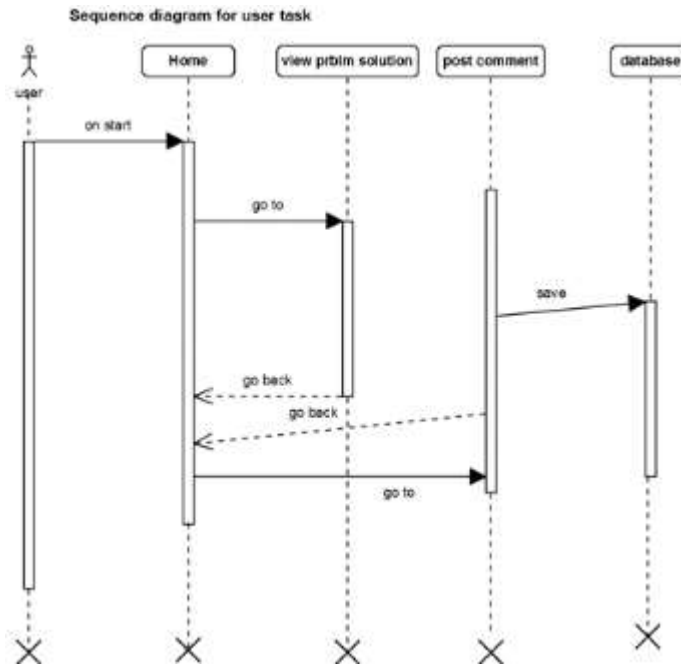 Sequence diagram for user task
Home
view prblm solution
post comment
database
user
on start
go to
save
go back
go back
go to